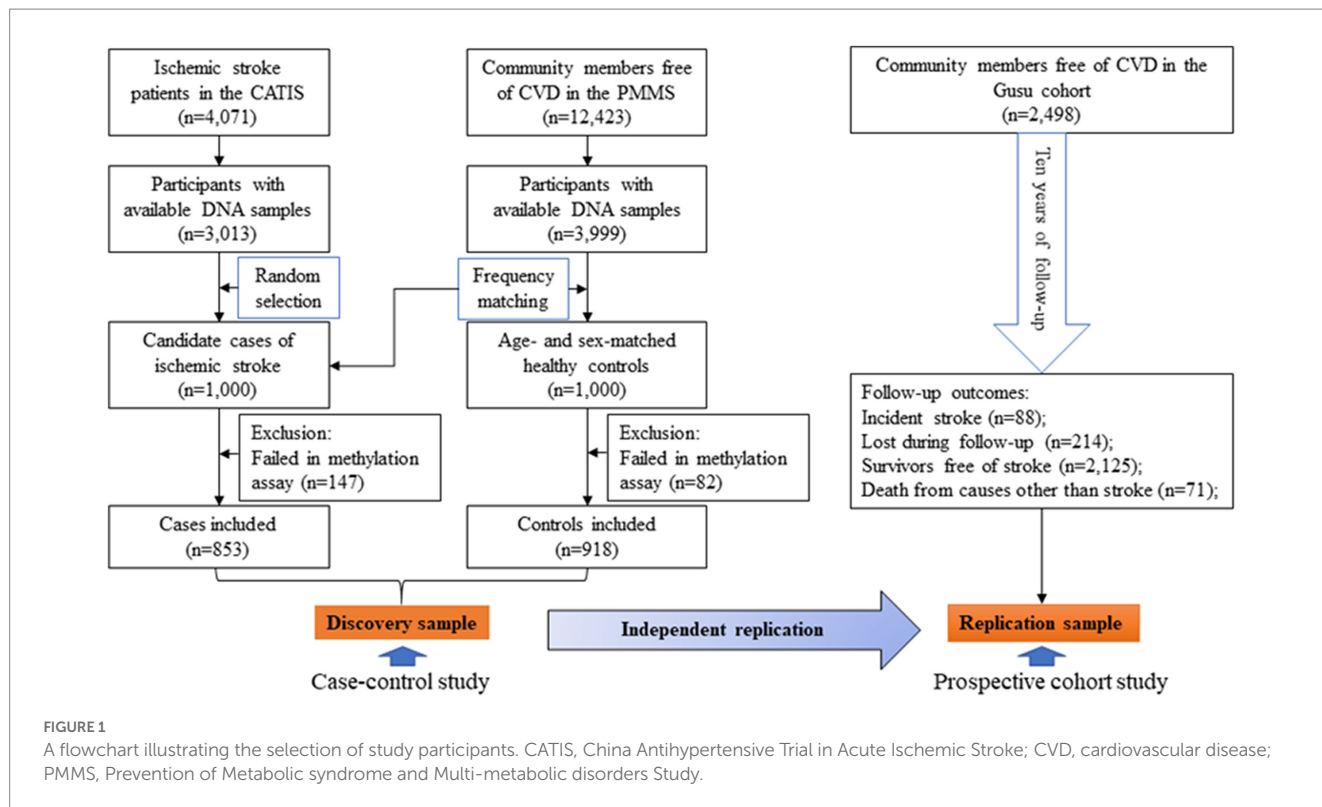 Ischemic stroke
patients in the CATIS
(n=4,071)
Community members free
of CVD in the PMMS
(n=12,423)
Community members free of CVD in the
Gusu cohort
(n=2,498)
Participants with
available DNA samples
(n=3,013)
Participants with
available DNA samples
(n=3,999)
Ten years of follow-up
Random
selection
Frequency
matching
Candidate cases of
ischemic stroke
(n=1,000)
Age- and sex-matched
healthy controls
(n=1,000)
Follow-up outcomes:
Incident stroke (n=88);
Lost during follow-up (n=214);
Survivors free of stroke (n=2,125);
Death from causes other than stroke (n=71);
Exclusion:
Failed in methylation
assay (n=147)
Exclusion:
Failed in methylation
assay (n=82)
Cases included
(n=853)
Controls included
(n=918)
Discovery sample
Independent replication
Replication sample
Case-control study
Prospective cohort study
FIGURE 1
A flowchart illustrating the selection of study participants. CATIS, China Antihypertensive Trial in Acute Ischemic Stroke; CVD, cardiovascular disease;
PMMS, Prevention of Metabolic syndrome and Multi-metabolic disorders Study.